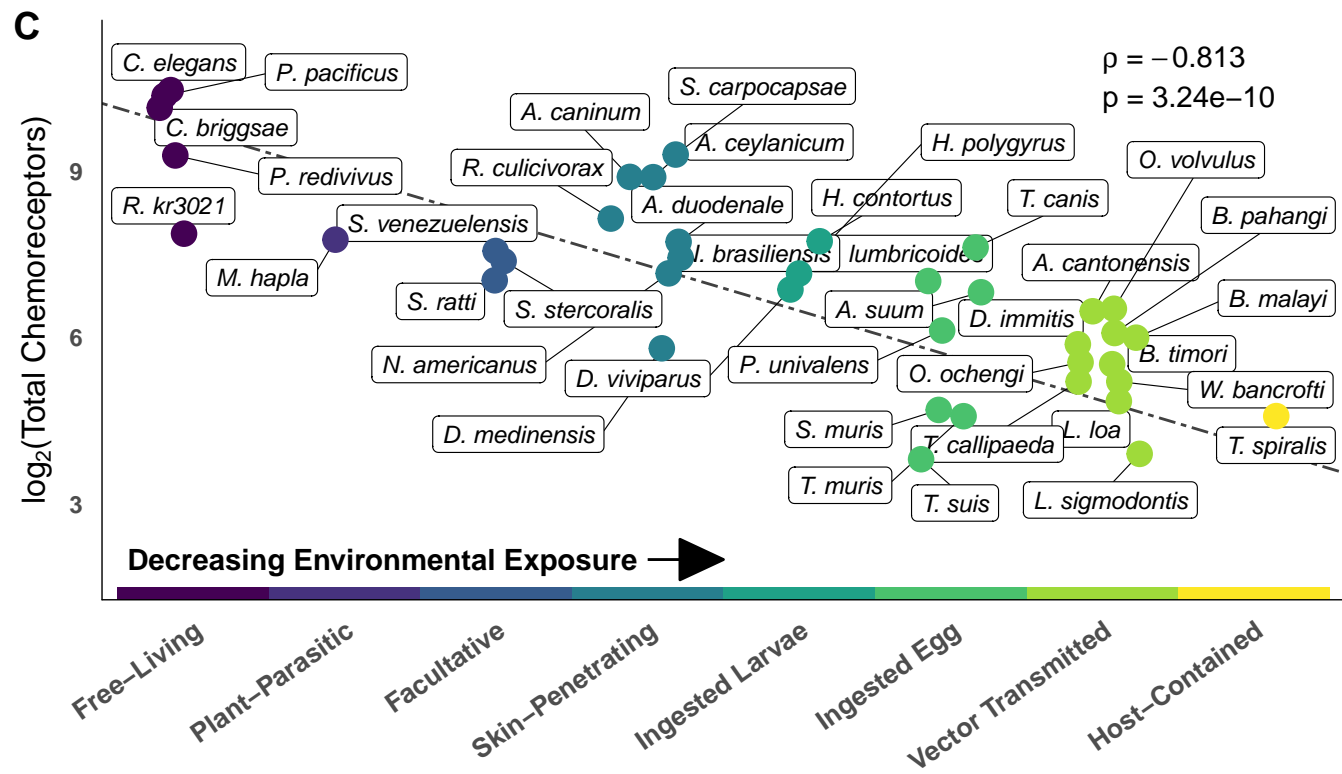 C
C. elegans
P. pacificus
C. briggsae
P. redivivus
R. kr3021
M. hapla
S. venezuelensis
S. ratti
S. stercoralis
N. americanus
D. medinensis
A. caninum
R. culicivorax
S. carpocapsae
A. ceylanicum
A. duodenale
N. brasiliensis
D. viviparus
H. polygyrus
H. contortus
lumbricoides
T. canis
A. suum
P. univalens
S. muris
T. muris
T. suis
T. callipaeda
O. ochengi
D. immitis
A. cantonensis
O. volvulus
B. pahangi
B. malayi
B. timori
W. bancrofti
L. loa
L. sigmodontis
T. spiralis
ρ = −0.813
p = 3.24e−10
log2(Total Chemoreceptors)
9
6
3
Decreasing Environmental Exposure
Free−Living
Plant−Parasitic
Facultative
Skin−Penetrating
Ingested Larvae
Ingested Egg
Vector Transmitted
Host−Contained